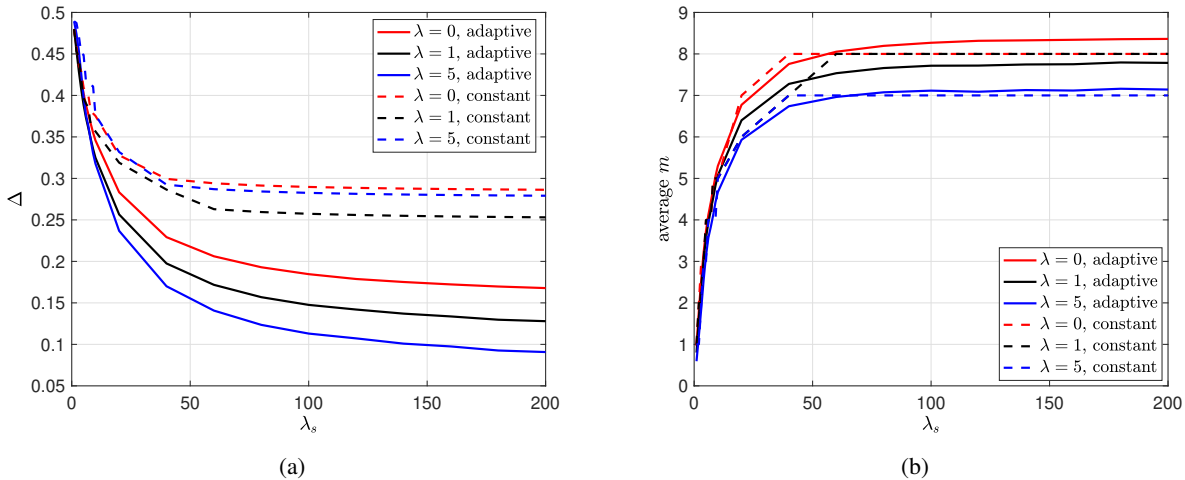 0.5
0.45
0.4
0.35
0.3
0.25
0.2
0.15
0.1
0.05
Δ
0
50
100
150
200
λ_s
λ = 0, adaptive
λ = 1, adaptive
λ = 5, adaptive
λ = 0, constant
λ = 1, constant
λ = 5, constant
(a)
9
8
7
6
5
4
3
2
1
0
average m
0
50
100
150
200
λ_s
λ = 0, adaptive
λ = 1, adaptive
λ = 5, adaptive
λ = 0, constant
λ = 1, constant
λ = 5, constant
(b)